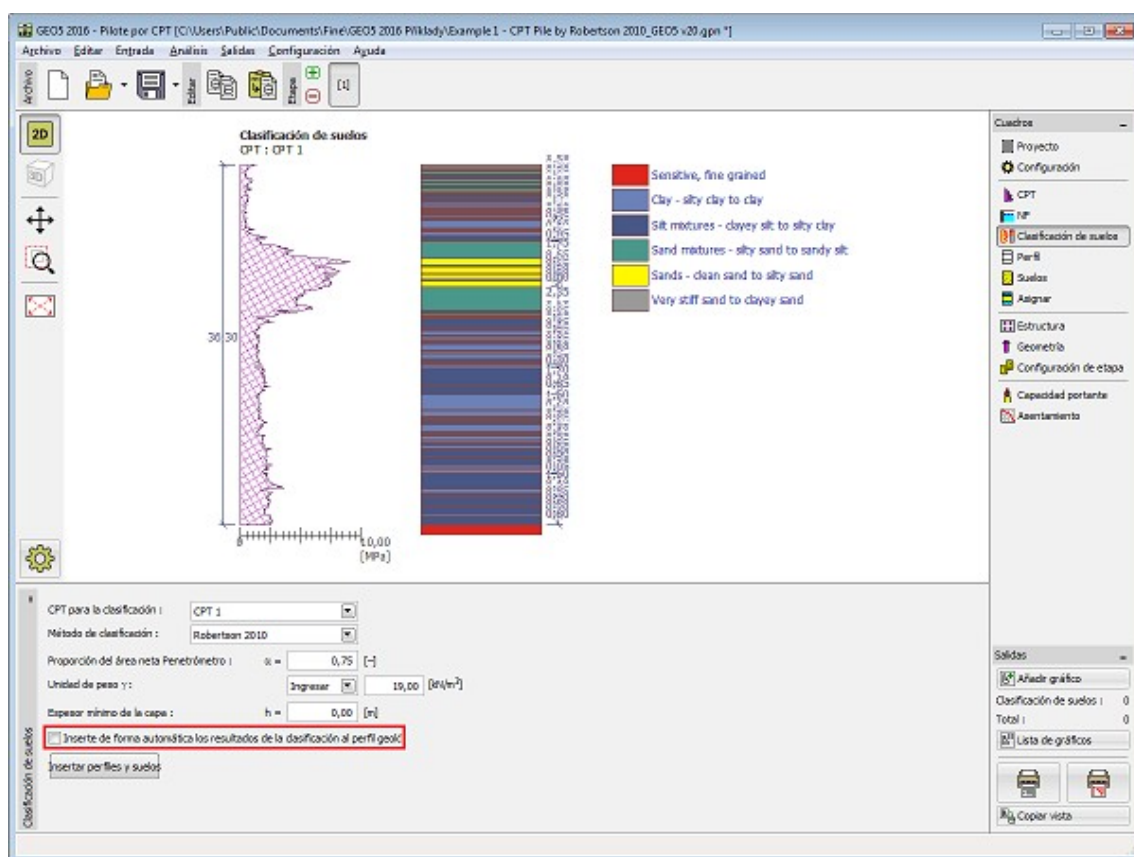 GEO5 2016 - Pilote por CPT [C:\Users\Public\Documents\Fine\GEO5 2016 Příklady\Example 1 - CPT Pile by Robertson 2010_GEO5 v20.gpn *]
Archivo Editar Entrada Análisis Salidas Configuración Ayuda
Archivo
Editar
Etapa
[1]
2D
3D
Clasificación de suelos
CPT : CPT 1
36
30
0
10,00
[MPa]
Sensitive, fine grained
Clay - silty clay to clay
Silt mixtures - clayey silt to silty clay
Sand mixtures - silty sand to sandy silt
Sands - clean sand to silty sand
Very stiff sand to clayey sand
Cuadros
Proyecto
Configuración
CPT
NF
Clasificación de suelos
Perfil
Suelos
Asignar
Estructura
Geometría
Configuración de etapa
Capacidad portante
Asentamiento
Clasificación de suelos
CPT para la clasificación : CPT 1
Método de clasificación : Robertson 2010
Proporción del área neta Penetrómetro : α = 0,75 [–]
Unidad de peso γ: Ingresar 19,00 [kN/m³]
Espesor mínimo de la capa : h = 0,00 [m]
Inserte de forma automática los resultados de la clasificación al perfil geoló
Insertar perfiles y suelos
Salidas
Añadir gráfico
Clasificación de suelos : 0
Total : 0
Lista de gráficos
Copiar vista